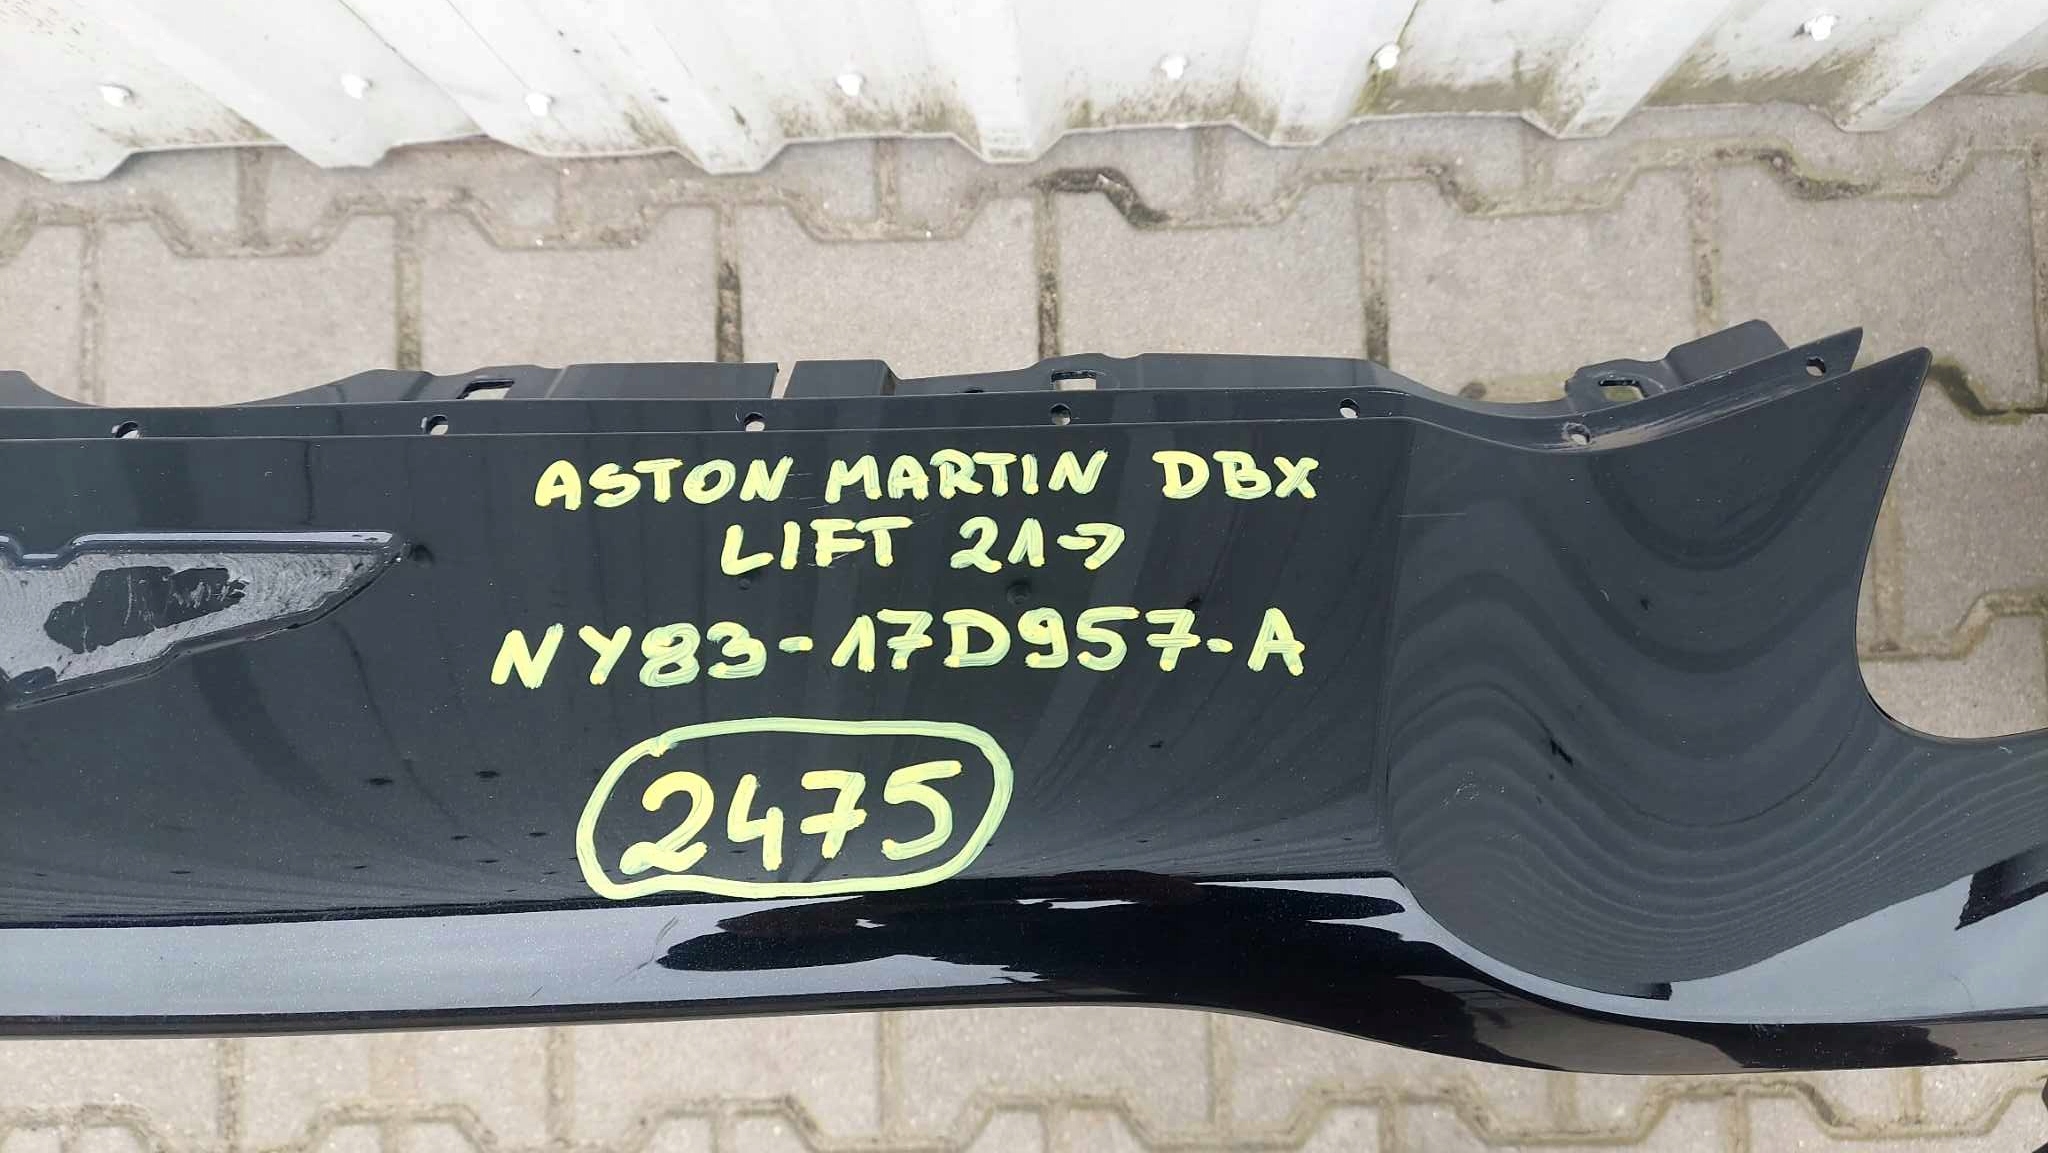 ASTON MARTIN DBX
LIFT 21→
NY83-17D957-A
2475